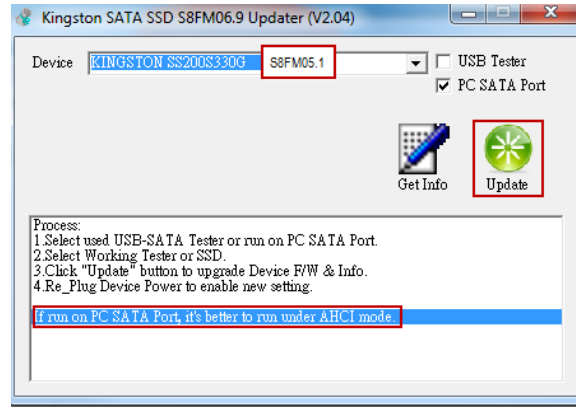 Kingston SATA SSD S8FM06.9 Updater (V2.04)
Device KINGSTON SS200S330G S8FM05.1 USB Tester
PC SATA Port
Get Info Update
Process:
1.Select used USB-SATA Tester or run on PC SATA Port.
2.Select Working Tester or SSD.
3.Click "Update" button to upgrade Device F/W & Info.
4.Re_Plug Device Power to enable new setting.
If run on PC SATA Port, it's better to run under AHCI mode.